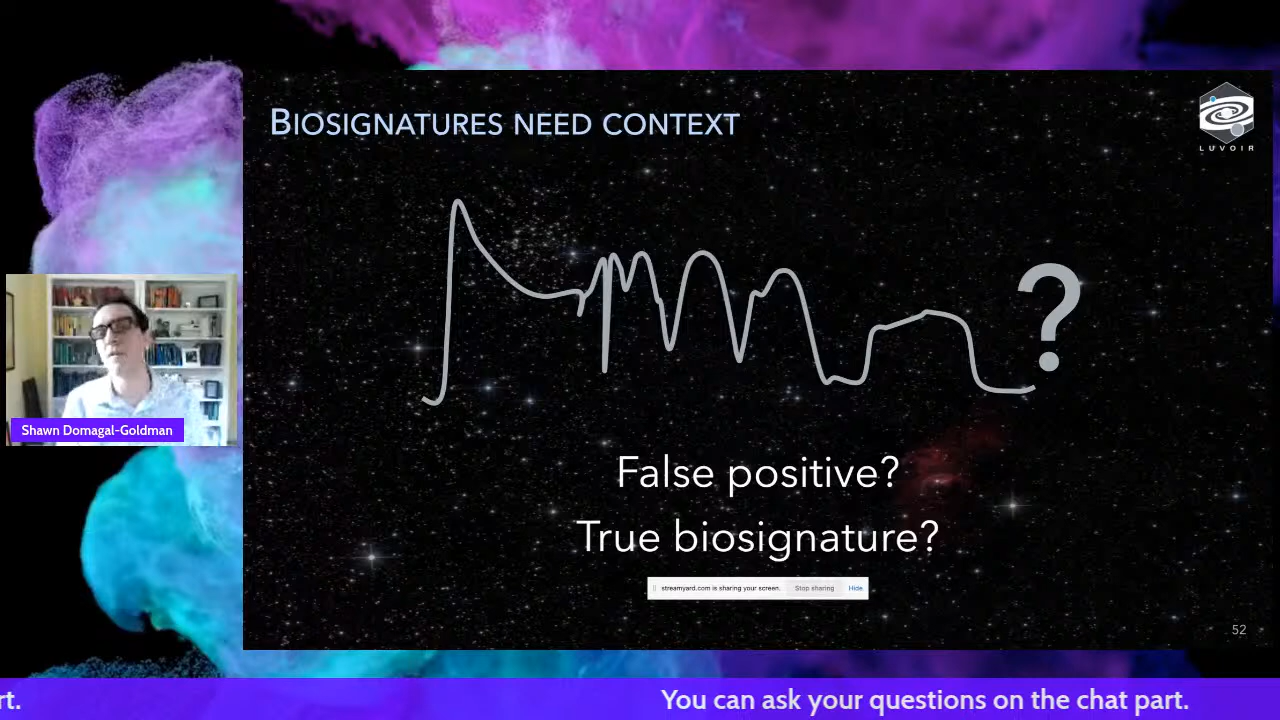 BIOSIGNATURES NEED CONTEXT
LUVOIR
?
False positive?
True biosignature?
streamyard.com is sharing your screen. Stop sharing Hide
52
Shawn Domagal-Goldman
rt. You can ask your questions on the chat part.